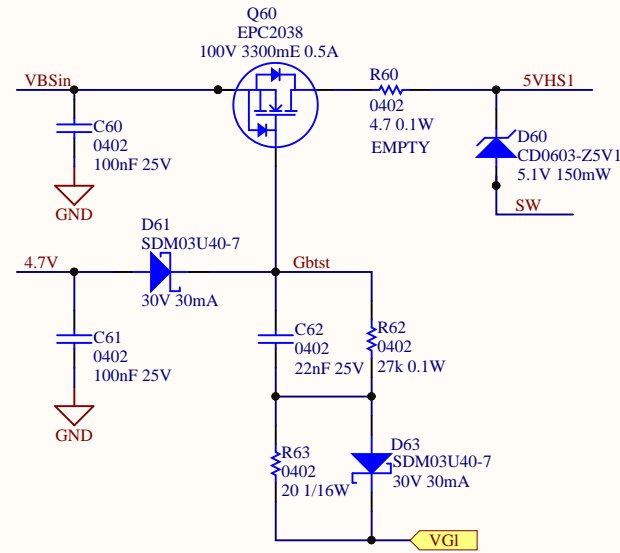 Q60
EPC2038
100V 3300mE 0.5A
VBSin
R60
0402
4.7 0.1W
EMPTY
5VHS1
C60
0402
100nF 25V
GND
D60
CD0603-Z5V1
5.1V 150mW
SW
D61
SDM03U40-7
30V 30mA
4.7V
Gbtst
C61
0402
100nF 25V
GND
C62
0402
22nF 25V
R62
0402
27k 0.1W
R63
0402
20 1/16W
D63
SDM03U40-7
30V 30mA
VGl